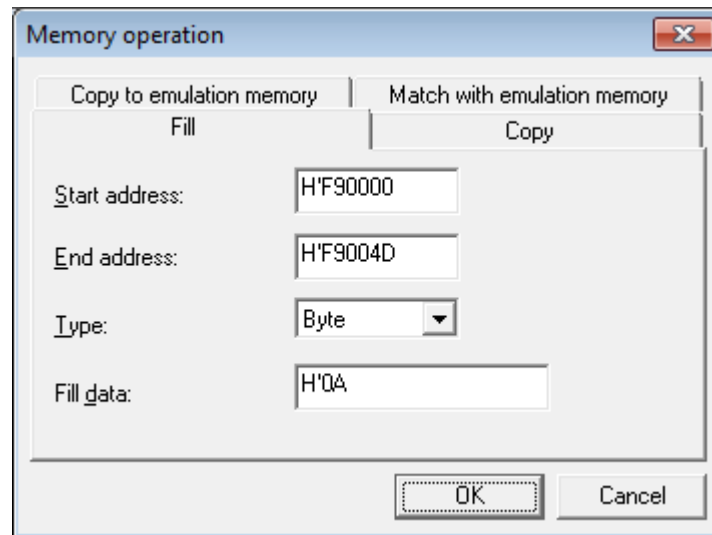 Memory operation
Copy to emulation memory
Match with emulation memory
Fill
Copy
Start address:
H'F90000
End address:
H'F9004D
Type:
Byte
Fill data:
H'0A
OK
Cancel